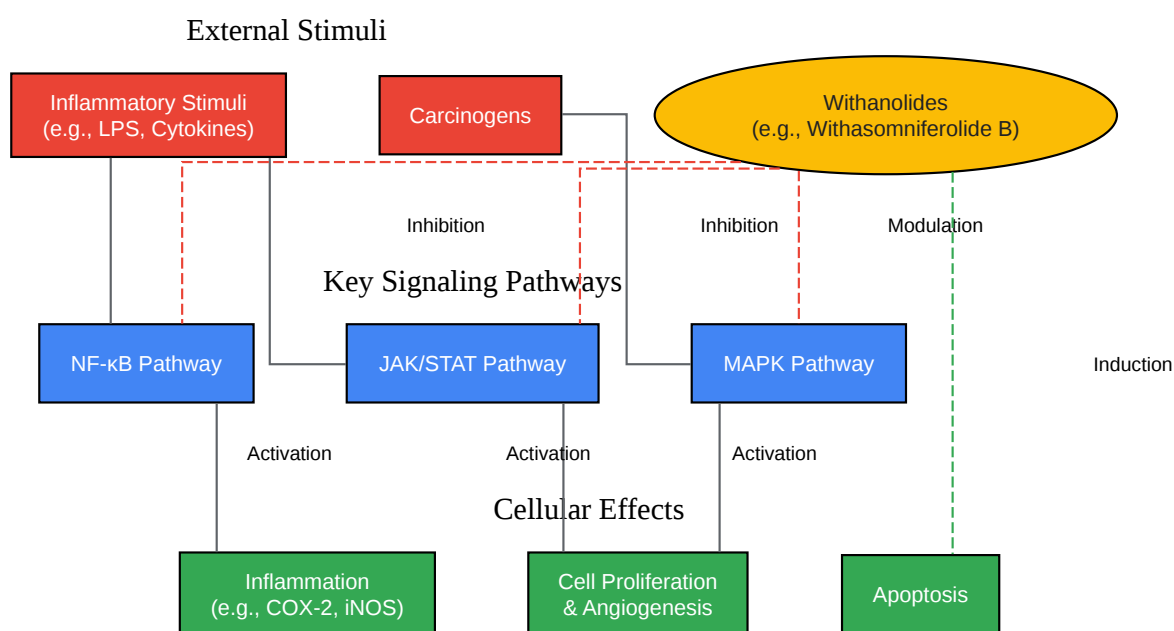 External Stimuli
Inflammatory Stimuli
(e.g., LPS, Cytokines)
Carcinogens
Withanolides
(e.g., Withasomniferolide B)
Inhibition
Inhibition
Modulation
Key Signaling Pathways
NF-κB Pathway
JAK/STAT Pathway
MAPK Pathway
Induction
Activation
Activation
Activation
Cellular Effects
Inflammation
(e.g., COX-2, iNOS)
Cell Proliferation
& Angiogenesis
Apoptosis